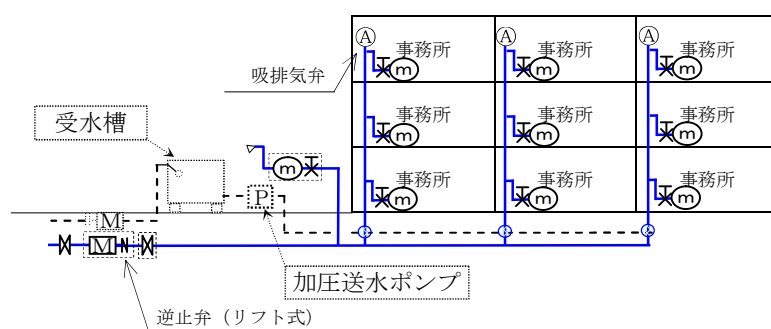 Ⓐ Ⓐ Ⓐ
事務所 事務所 事務所
吸排気弁
m m m
受水槽
事務所 事務所 事務所
m m m
m
事務所 事務所 事務所
P
m m m
M
M
加圧送水ポンプ
逆止弁（リフト式）